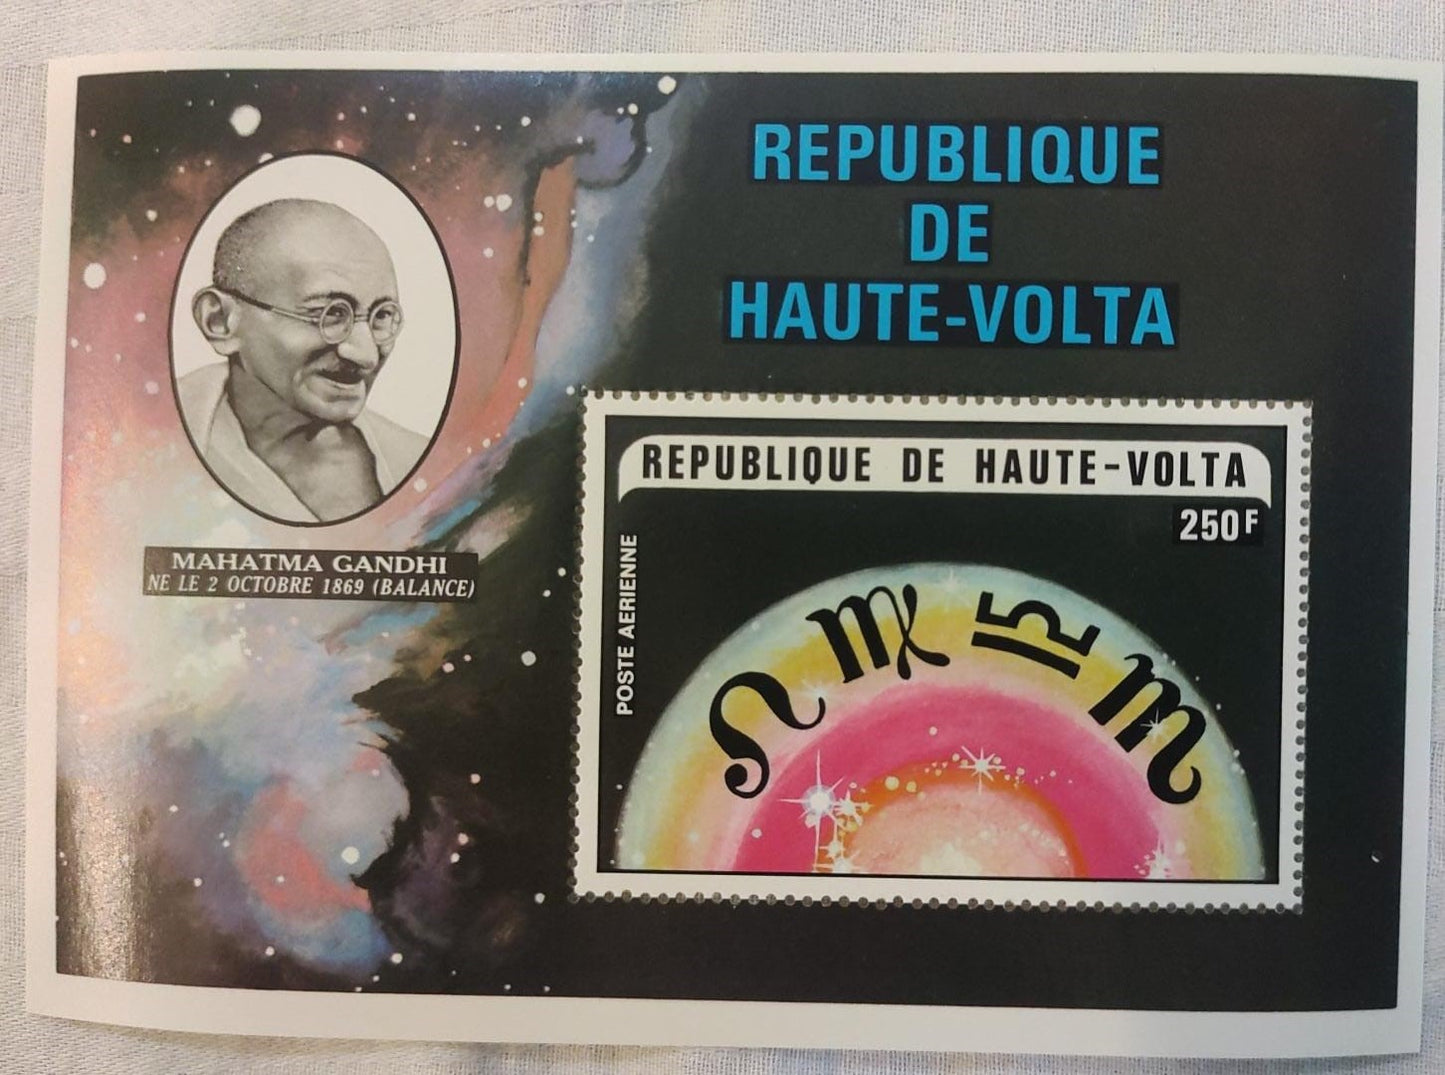 REPUBLIQUE
DE
HAUTE-VOLTA
MAHATMA GANDHI
NE LE 2 OCTOBRE 1869 (BALANCE)
REPUBLIQUE DE HAUTE-VOLTA
250F
POSTE AERIENNE